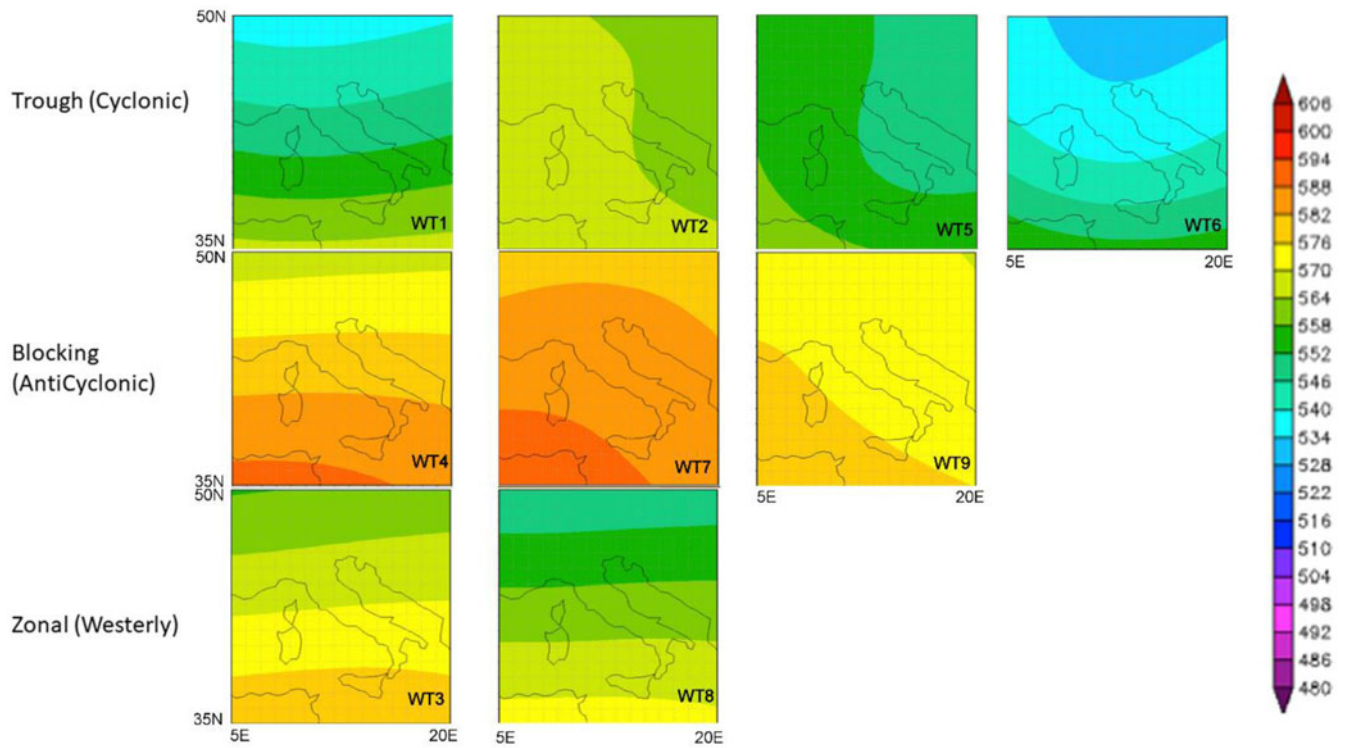 50N
Trough (Cyclonic)
35N
WT1
WT2
WT5
WT6
5E
20E
50N
Blocking
(AntiCyclonic)
35N
WT4
WT7
WT9
5E
20E
50N
Zonal (Westerly)
35N
WT3
WT8
5E
20E
5E
20E
606
600
594
588
582
576
570
564
558
552
546
540
534
528
522
516
510
504
498
492
486
480